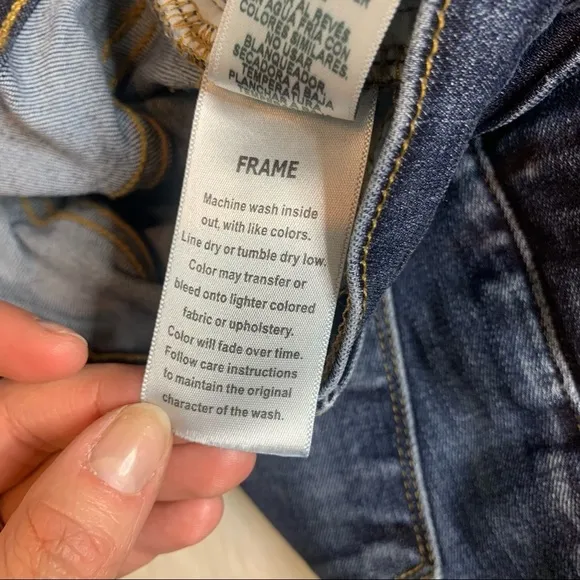 AL REVÉS
AGUA FRIA CON
COLORES SIMILARES.
NO USAR
BLANQUEADOR.
SECADORA A BAJA
FRAME
Machine wash inside
out, with like colors.
Line dry or tumble dry low.
Color may transfer or
bleed onto lighter colored
fabric or upholstery.
Color will fade over time.
Follow care instructions
to maintain the original
character of the wash.